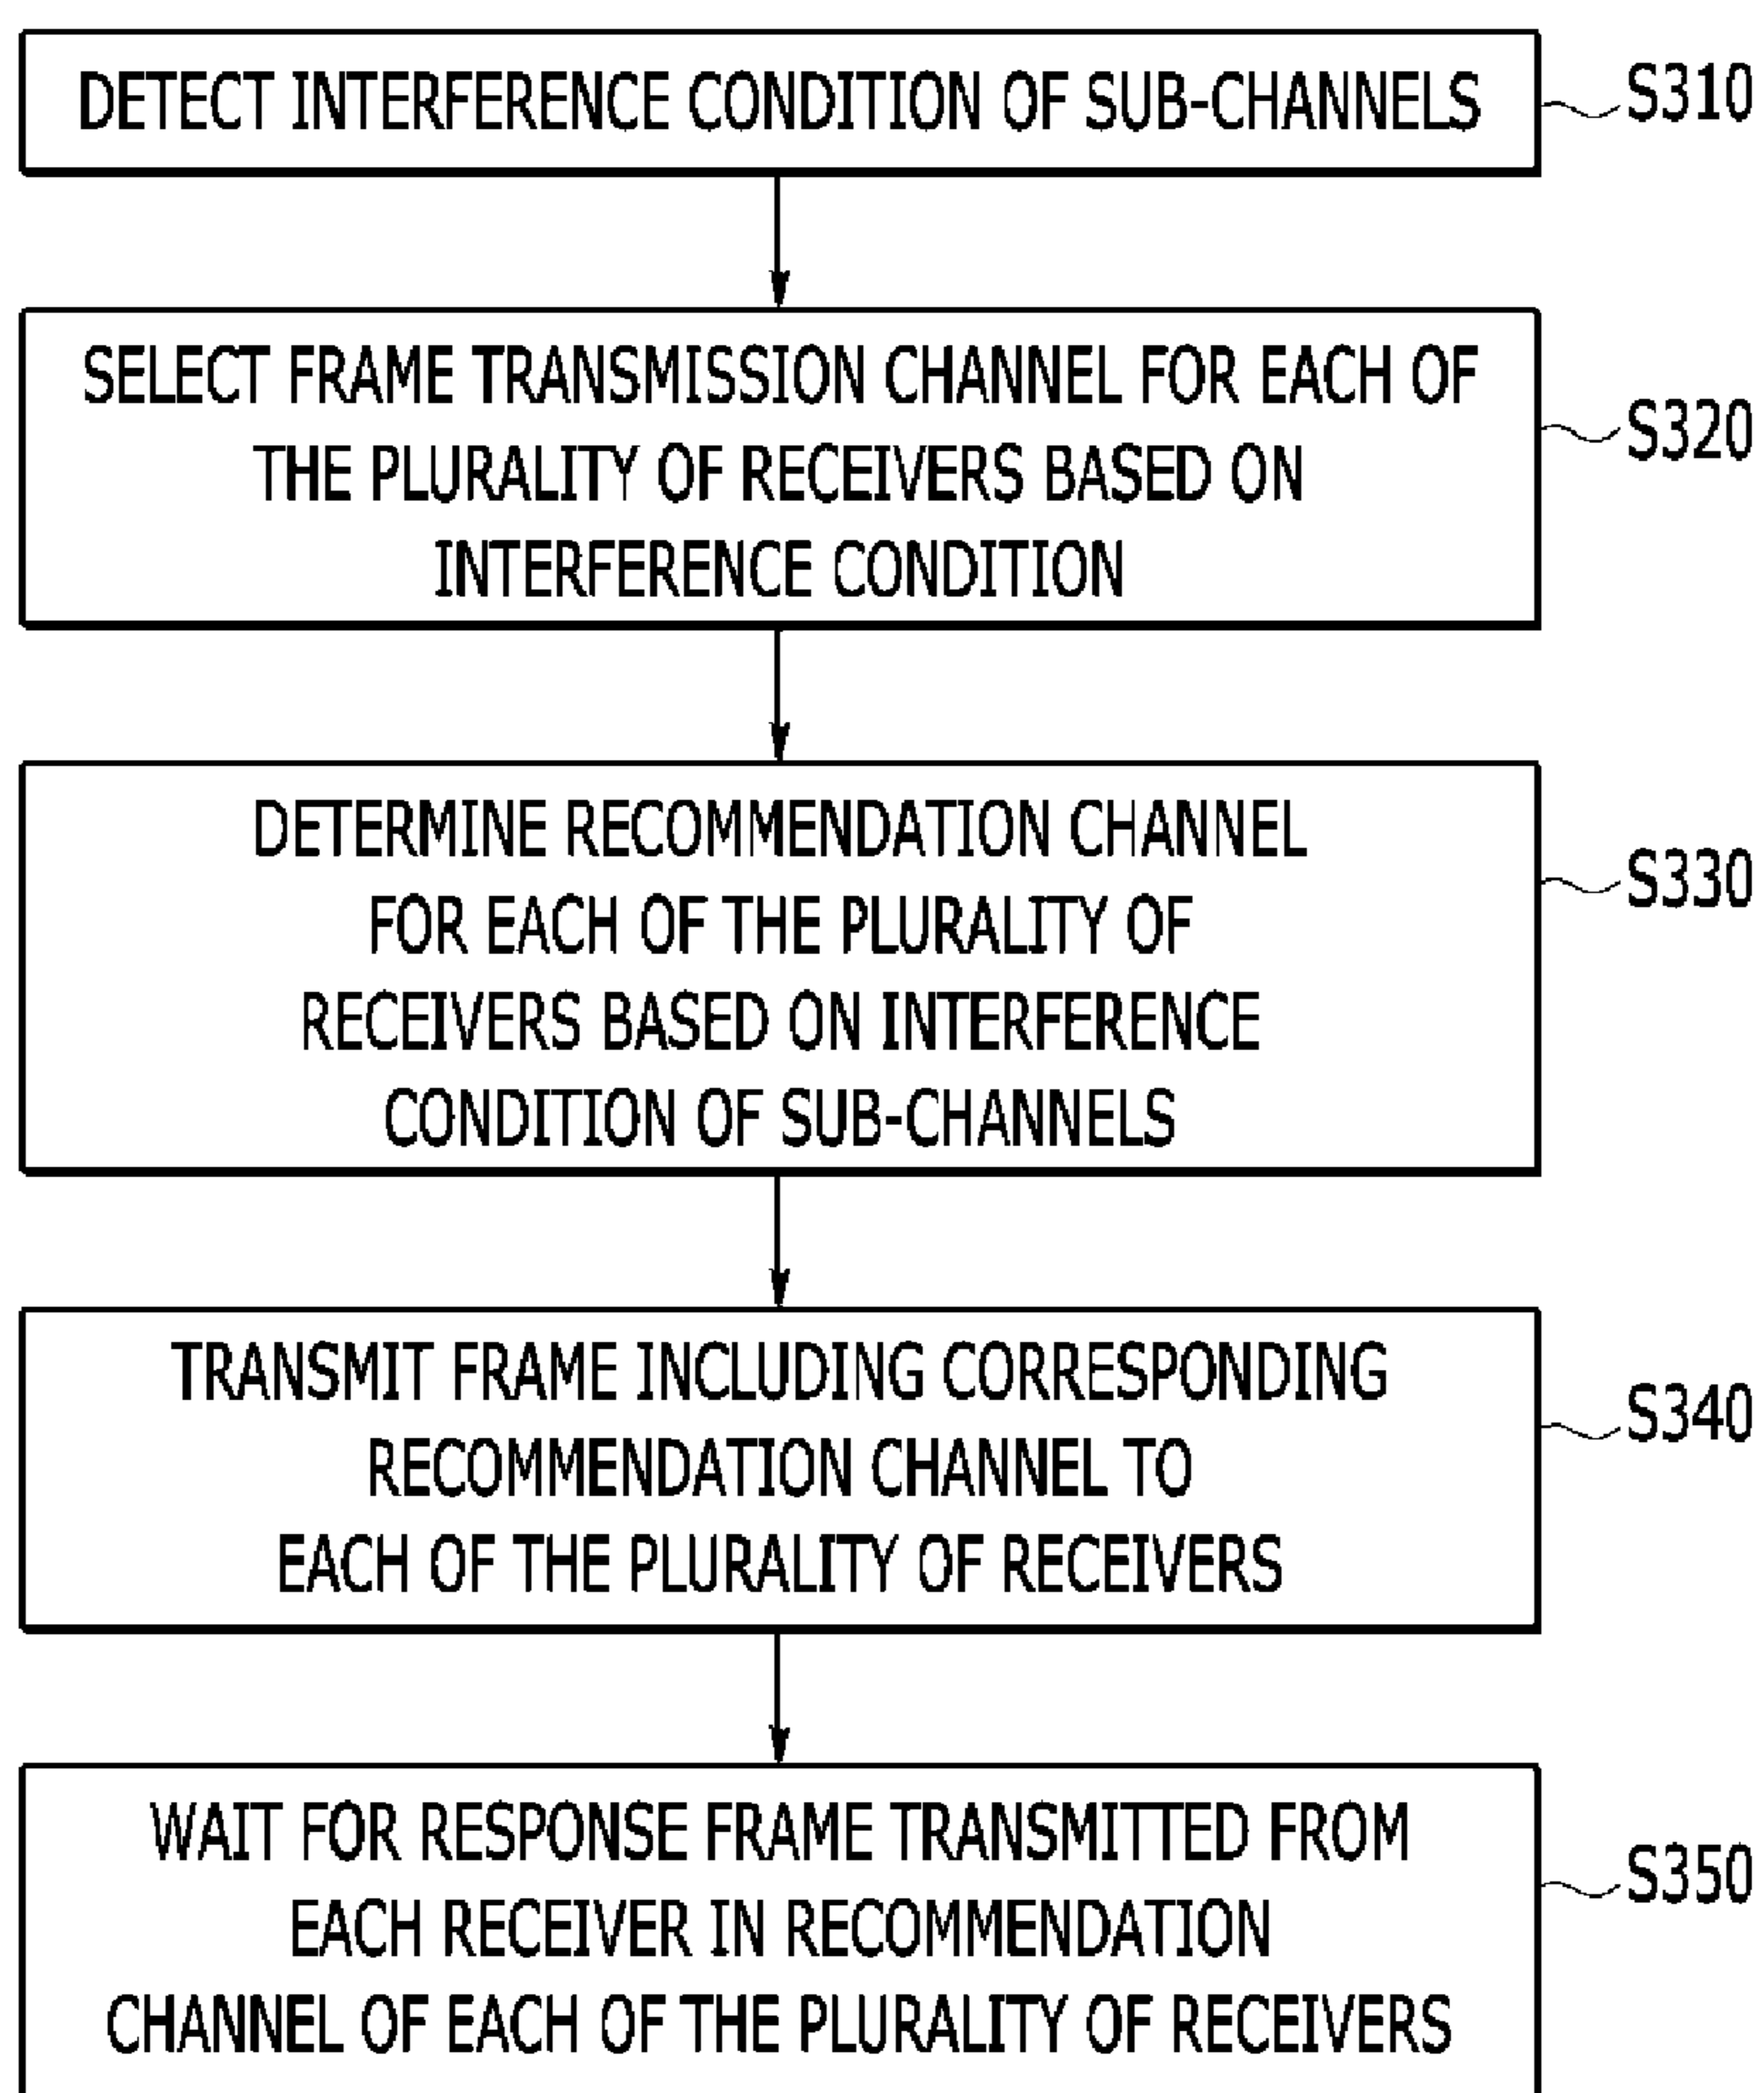 DETECT INTERFERENCE CONDITION OF SUB-CHANNELS
S310
SELECT FRAME TRANSMISSION CHANNEL FOR EACH OF
THE PLURALITY OF RECEIVERS BASED ON
INTERFERENCE CONDITION
S320
DETERMINE RECOMMENDATION CHANNEL
FOR EACH OF THE PLURALITY OF
RECEIVERS BASED ON INTERFERENCE
CONDITION OF SUB-CHANNELS
S330
TRANSMIT FRAME INCLUDING CORRESPONDING
RECOMMENDATION CHANNEL TO
EACH OF THE PLURALITY OF RECEIVERS
S340
WAIT FOR RESPONSE FRAME TRANSMITTED FROM
EACH RECEIVER IN RECOMMENDATION
CHANNEL OF EACH OF THE PLURALITY OF RECEIVERS
S350